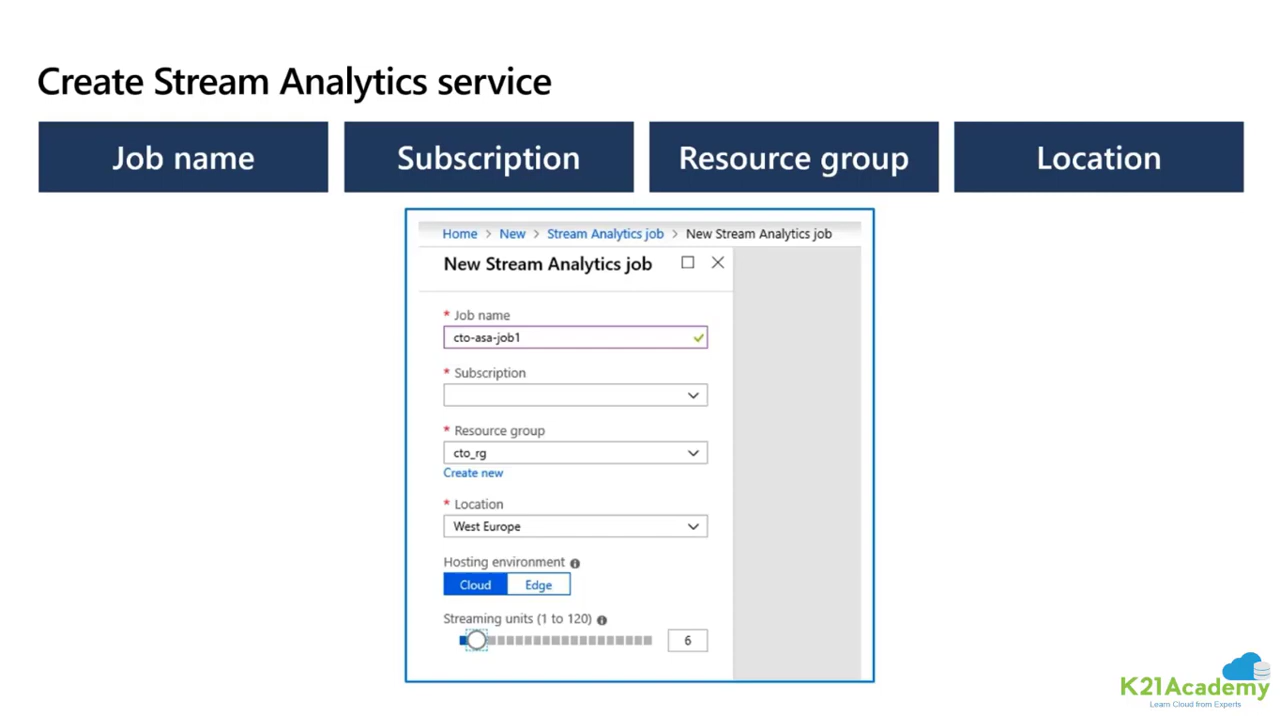 Create Stream Analytics service
Job name Subscription Resource group Location
Home > New > Stream Analytics job > New Stream Analytics job
New Stream Analytics job
* Job name
cto-asa-job1
* Subscription
* Resource group
cto_rg
Create new
* Location
West Europe
Hosting environment
Cloud Edge
Streaming units (1 to 120)
6
K21Academy
Learn Cloud from Experts